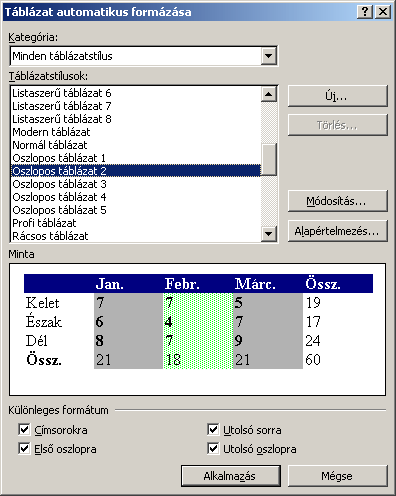 Táblázat automatikus formázása
Kategória:
Minden táblázatstílus
Táblázatstílusok:
Listaszerű táblázat 6
Listaszerű táblázat 7
Listaszerű táblázat 8
Modern táblázat
Normál táblázat
Oszlopos táblázat 1
Oszlopos táblázat 2
Oszlopos táblázat 3
Oszlopos táblázat 4
Oszlopos táblázat 5
Profi táblázat
Rácsos táblázat
Új...
Törlés...
Módosítás...
Alapértelmezés...
Minta
Jan. Febr. Márc. Össz.
Kelet 7 7 5 19
Észak 6 4 7 17
Dél 8 7 9 24
Össz. 21 18 21 60
Különleges formátum
Címsorokra Utolsó sorra
Első oszlopra Utolsó oszlopra
Alkalmazás Mégse